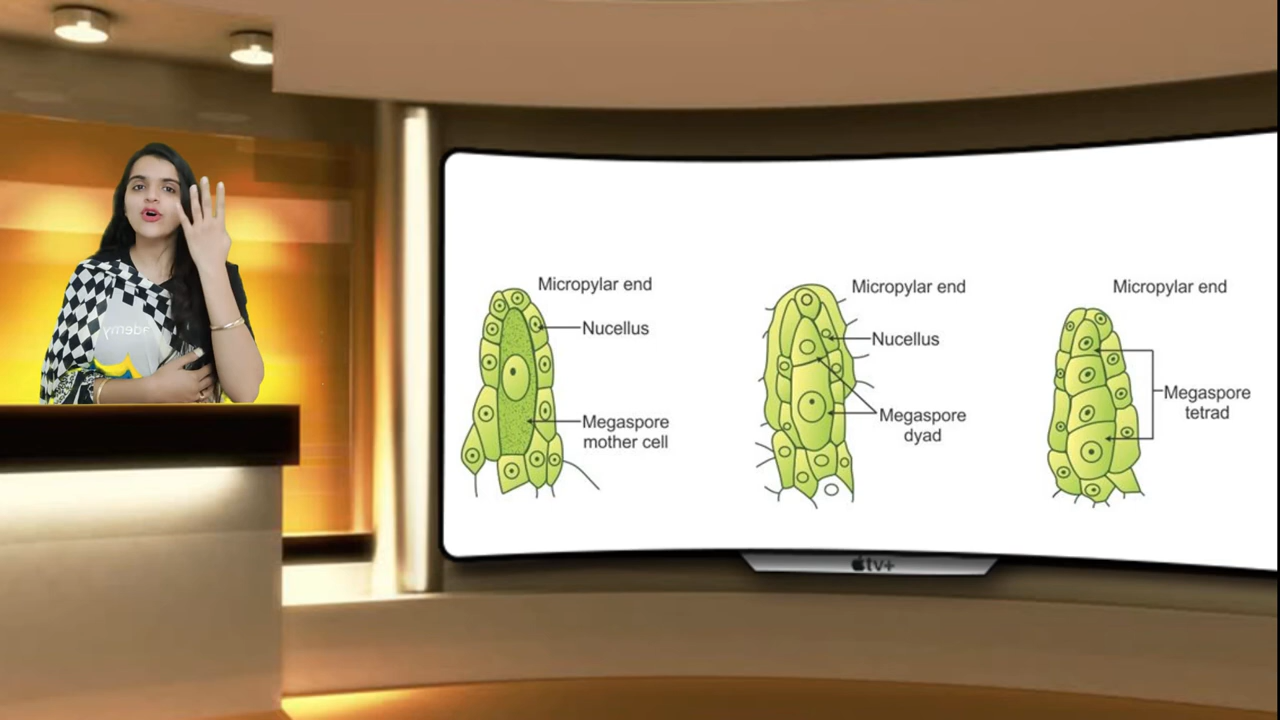 Micropylar end
Nucellus
Megaspore
mother cell
Micropylar end
Nucellus
Megaspore
dyad
Micropylar end
Megaspore
tetrad
tv+